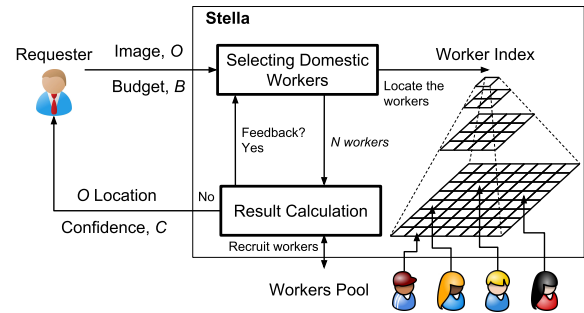 Stella
Requester
Image, O
Budget, B
Selecting Domestic
Workers
Worker Index
Locate the
workers
Feedback?
Yes
N workers
O Location
No
Confidence, C
Result Calculation
Recruit workers
Workers Pool